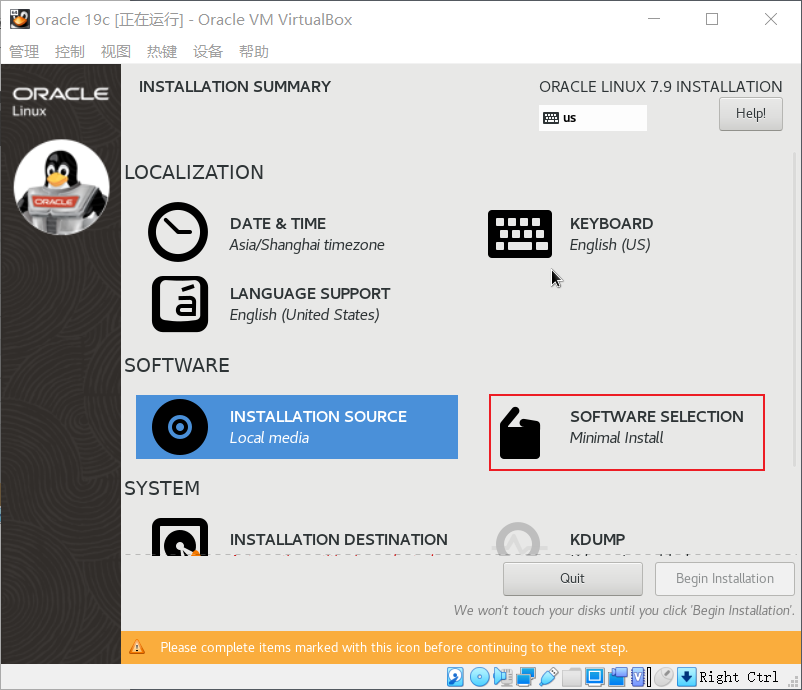 oracle 19c [正在运行] - Oracle VM VirtualBox
管理 控制 视图 热键 设备 帮助
ORACLE
Linux
ORACLE
INSTALLATION SUMMARY
ORACLE LINUX 7.9 INSTALLATION
us
Help!
LOCALIZATION
DATE & TIME
Asia/Shanghai timezone
KEYBOARD
English (US)
LANGUAGE SUPPORT
English (United States)
SOFTWARE
INSTALLATION SOURCE
Local media
SOFTWARE SELECTION
Minimal Install
SYSTEM
INSTALLATION DESTINATION
KDUMP
Quit
Begin Installation
We won't touch your disks until you click 'Begin Installation'.
Please complete items marked with this icon before continuing to the next step.
Right Ctrl